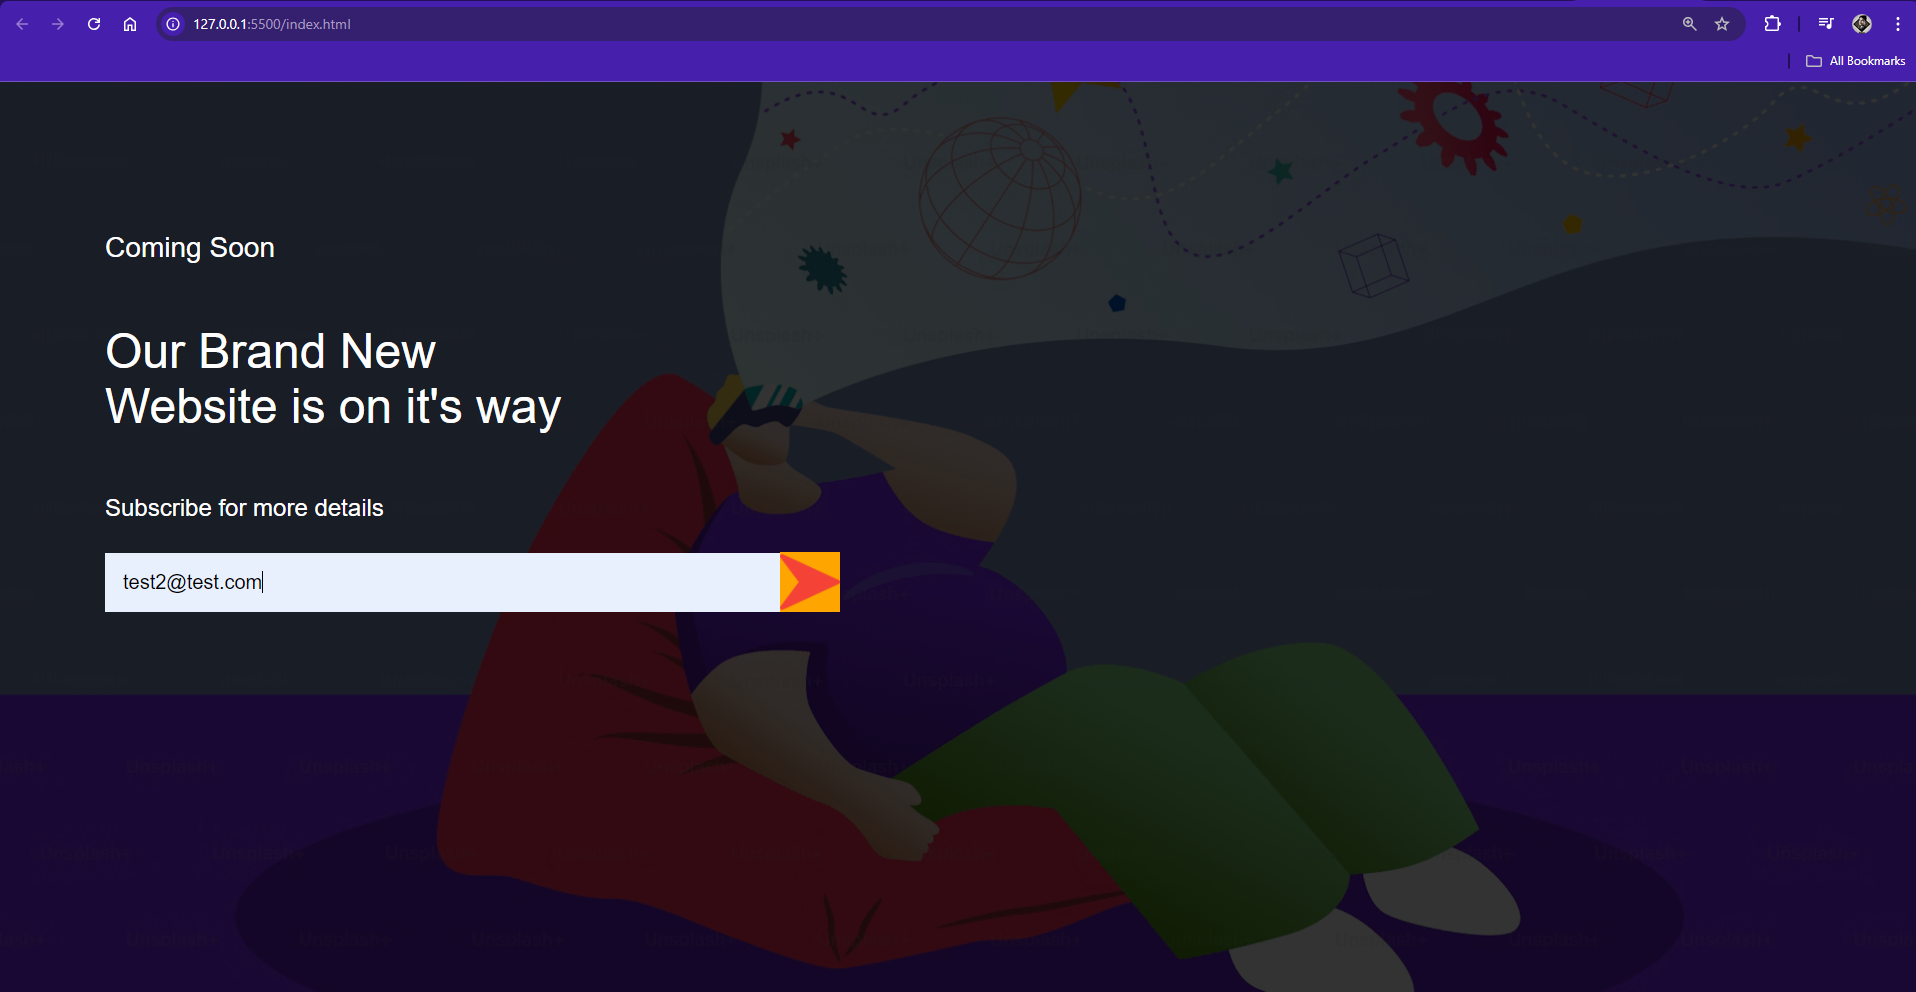 127.0.0.1:5500/index.html
All Bookmarks
Coming Soon
Our Brand New
Website is on it's way
Subscribe for more details
test2@test.com
Unsplash+